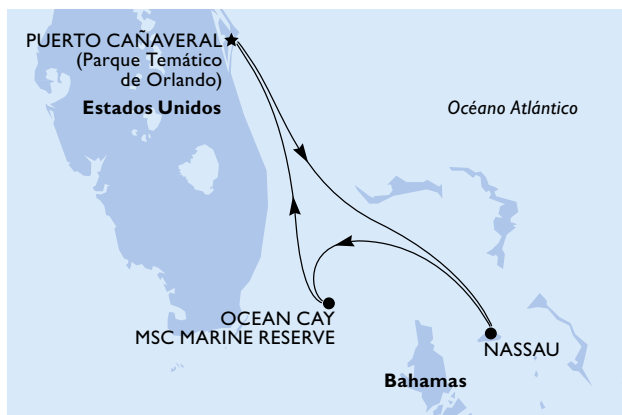 PUERTO CAÑAVERAL
(Parque Temático
de Orlando)
Estados Unidos
Océano Atlántico
OCEAN CAY
MSC MARINE RESERVE
NASSAU
Bahamas